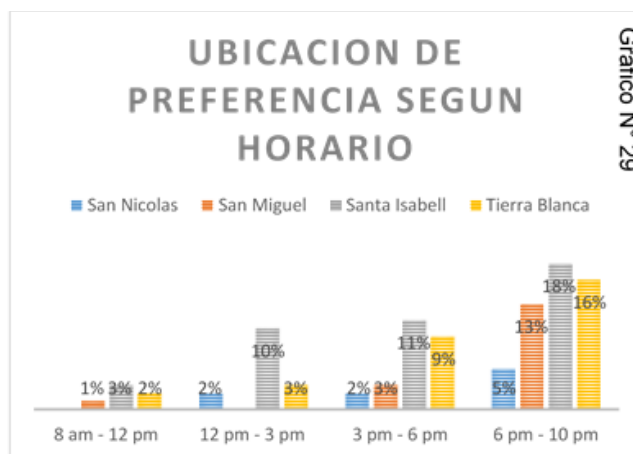 UBICACION DE
PREFERENCIA SEGUN
HORARIO
Grafico N° 29
San Nicolas San Miguel Santa Isabell Tierra Blanca
1% 3% 2%
2% 10% 3%
2% 3% 11% 9%
5% 13% 18% 16%
8 am - 12 pm 12 pm - 3 pm 3 pm - 6 pm 6 pm - 10 pm